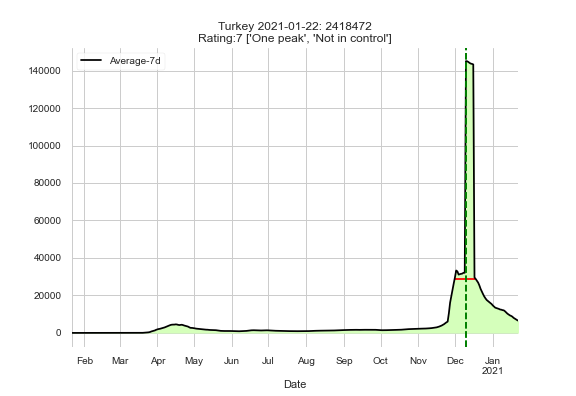 Turkey 2021-01-22: 2418472
Rating:7 ['One peak', 'Not in control']
Average-7d
140000
120000
100000
80000
60000
40000
20000
0
Feb Mar Apr May Jun Jul Aug Sep Oct Nov Dec Jan
2021
Date